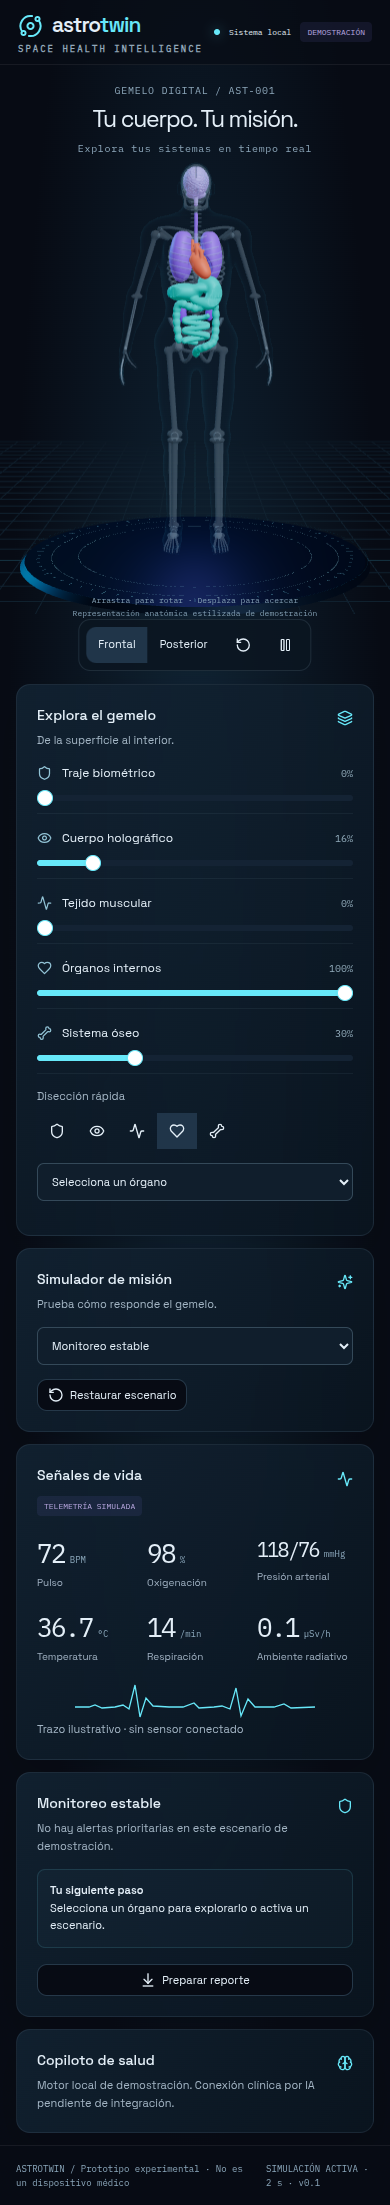 astrotwin
SPACE HEALTH INTELLIGENCE
Sistema local
DEMOSTRACIÓN
GEMELO DIGITAL / AST-001
Tu cuerpo. Tu misión.
Explora tus sistemas en tiempo real
Arrastra para rotar · Desplaza para acercar
Representación anatómica estilizada de demostración
Frontal
Posterior
Explora el gemelo
De la superficie al interior.
Traje biométrico 0%
Cuerpo holográfico 16%
Tejido muscular 0%
Órganos internos 100%
Sistema óseo 30%
Disección rápida
Selecciona un órgano
Simulador de misión
Prueba cómo responde el gemelo.
Monitoreo estable
Restaurar escenario
Señales de vida
TELEMETRÍA SIMULADA
72 BPM
Pulso
98 %
Oxigenación
118/76 mmHg
Presión arterial
36.7 °C
Temperatura
14 /min
Respiración
0.1 µSv/h
Ambiente radiativo
Trazo ilustrativo · sin sensor conectado
Monitoreo estable
No hay alertas prioritarias en este escenario de
demostración.
Tu siguiente paso
Selecciona un órgano para explorarlo o activa un
escenario.
Preparar reporte
Copiloto de salud
Motor local de demostración. Conexión clínica por IA
pendiente de integración.
ASTROTWIN / Prototipo experimental · No es
un dispositivo médico
SIMULACIÓN ACTIVA ·
2 s · v0.1